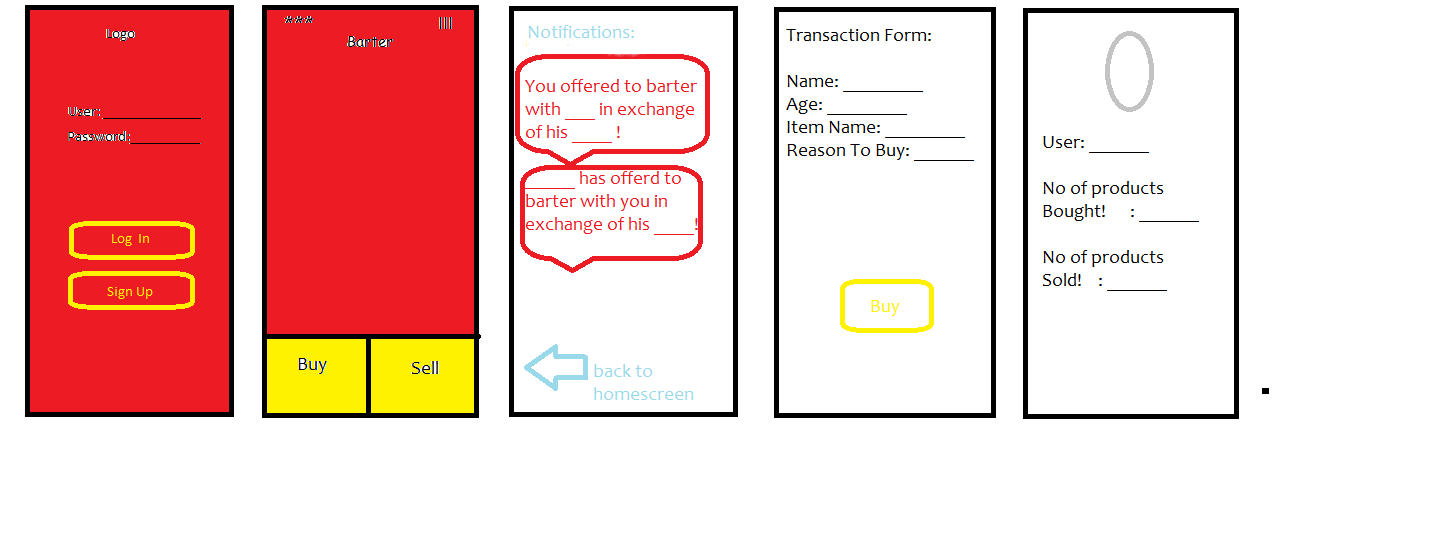 Logo
User:_______________
Password:__________
Log In
Sign Up
*** ||||
Barter
Buy
Sell
Notifications:
You offered to barter
with ___ in exchange
of his ____ !
_____ has offerd to
barter with you in
exchange of his ____!
back to
homescreen
Transaction Form:
Name: ________
Age: ________
Item Name: ________
Reason To Buy: ______
Buy
User: ______
No of products
Bought! : ______
No of products
Sold! : ______